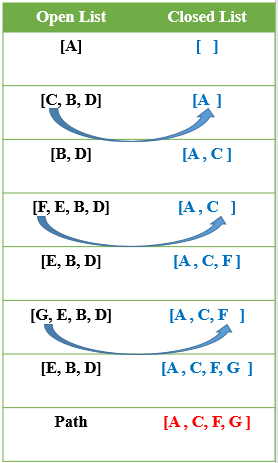 Open List Closed List
[A] [ ]
[C, B, D] [A ]
[B, D] [A , C ]
[F, E, B, D] [A , C ]
[E, B, D] [A , C, F ]
[G, E, B, D] [A , C, F ]
[E, B, D] [A , C, F, G ]
Path [A , C, F, G ]